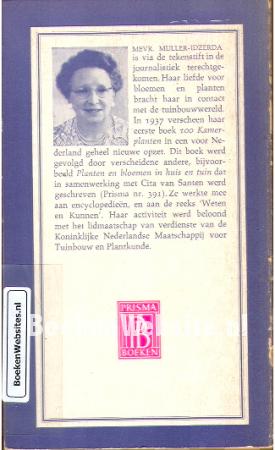 MEVR. MULLER-IDZERDA
is via de tekenstift in de
journalistiek terechtge-
komen. Haar liefde voor
bloemen en planten
bracht haar in contact
met de tuinbouwwereld.
In 1937 verscheen haar
eerste boek 100 Kamer-
planten in een voor Ne-
derland geheel nieuwe opzet. Dit boek werd
gevolgd door verscheidene andere, bijvoor-
beeld Planten en bloemen in huis en tuin dat
in samenwerking met Cita van Santen werd
geschreven (Prisma nr. 391). Ze werkte mee
aan encyclopedieën, en aan de reeks 'Weten
en Kunnen'. Haar activiteit werd beloond
met het lidmaatschap van verdienste van de
Koninklijke Nederlandse Maatschappij voor
Tuinbouw en Plantkunde.
PRISMA
BOEKEN
BoekenWebsites.nl